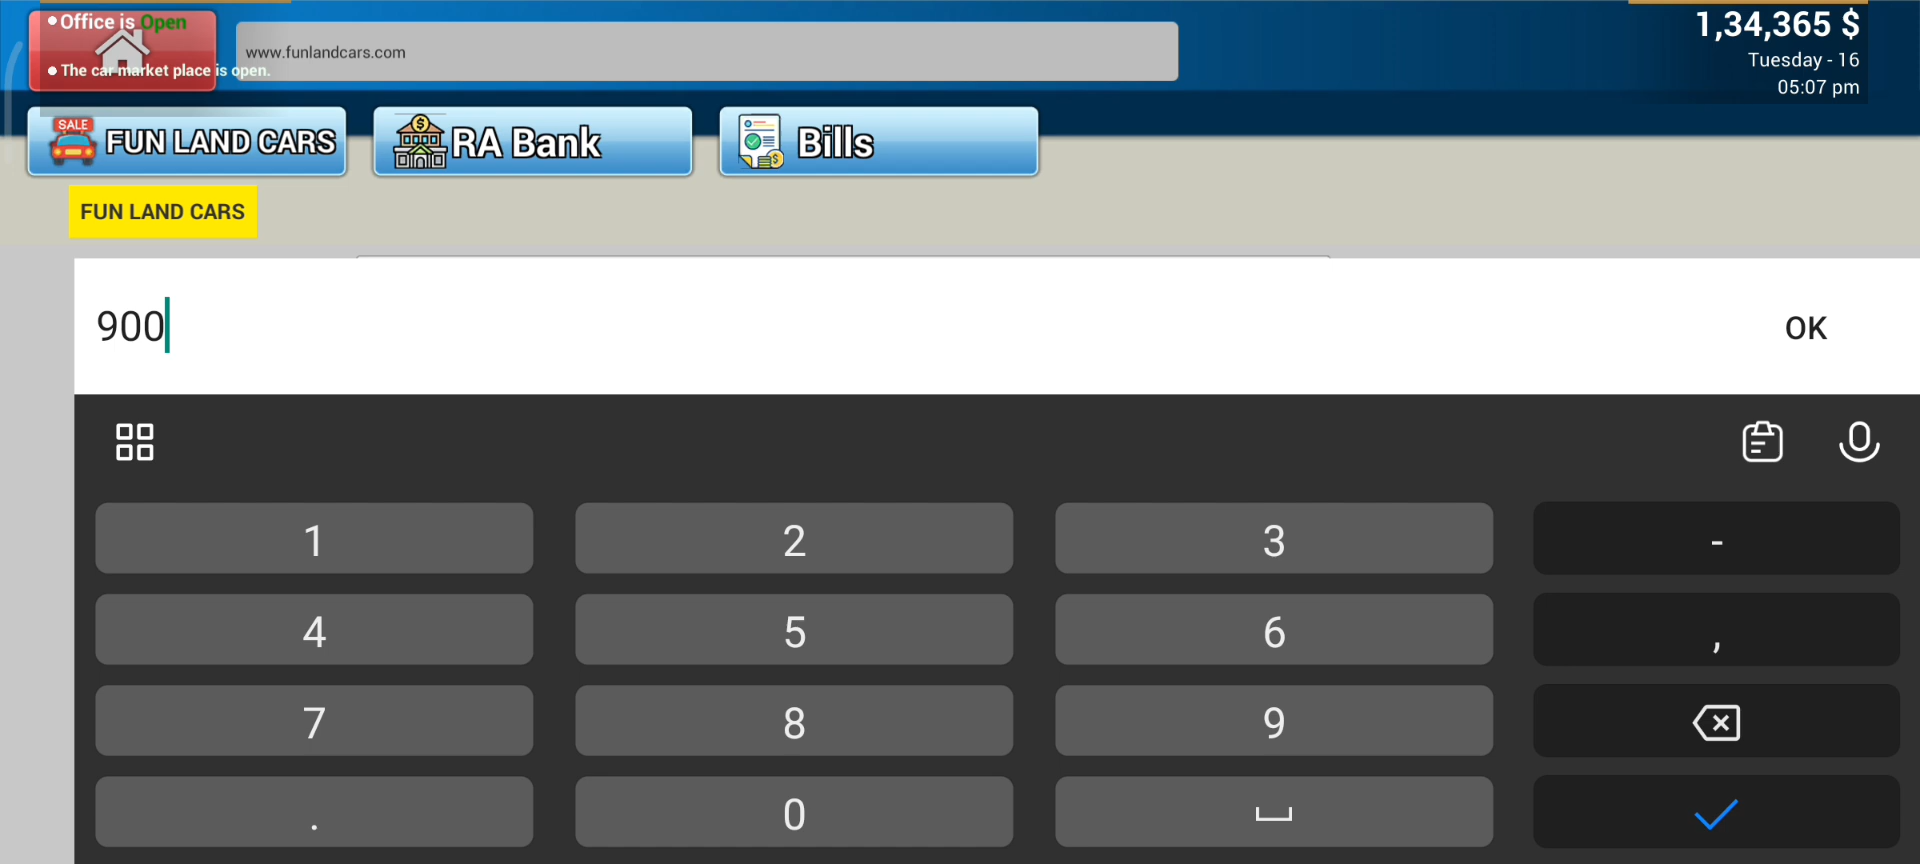 Office is Open
www.funlandcars.com
The car market place is open.
1,34,365 $
Tuesday - 16
05:07 pm
SALE
FUN LAND CARS
RA Bank
Bills
FUN LAND CARS
900
OK
1 2 3 -
4 5 6 ,
7 8 9
. 0